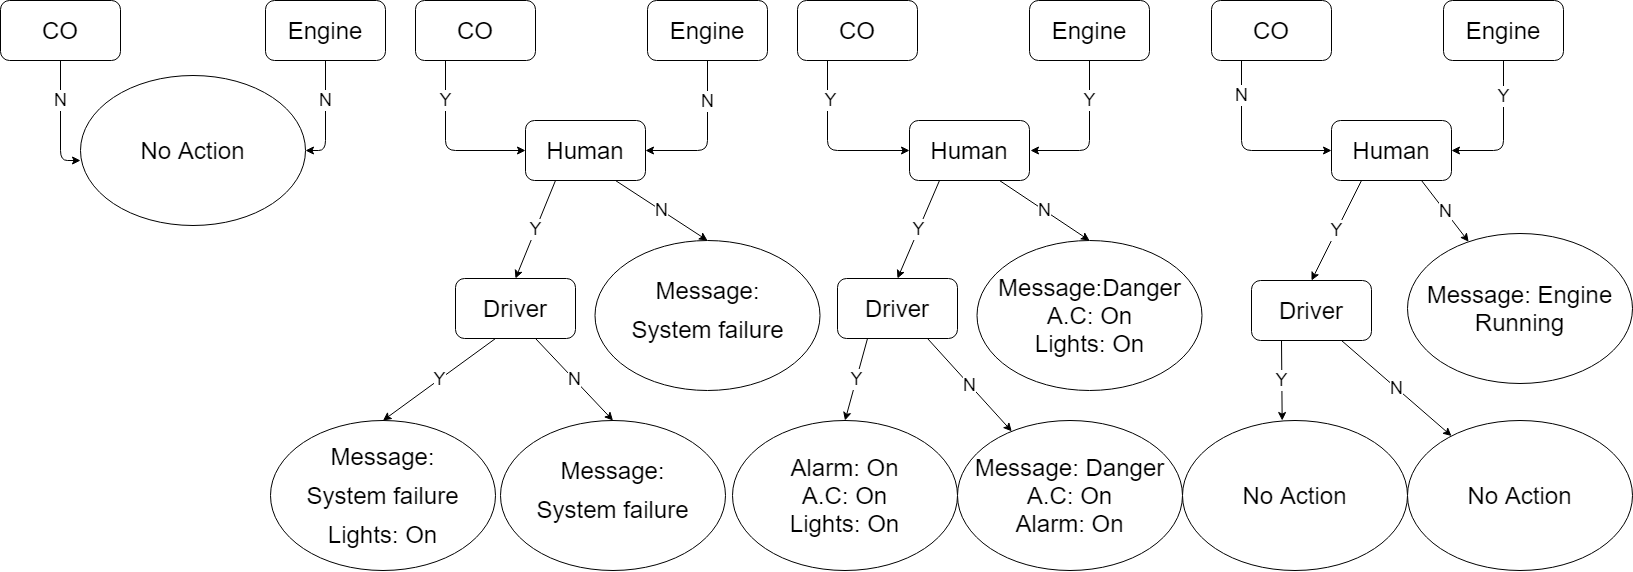 CO
Engine
N
N
No Action
CO
Engine
Y
N
Human
Y
N
Message:
System failure
Driver
Y
N
Message:
System failure
Lights: On
Message:
System failure
CO
Engine
Y
Y
Human
Y
N
Message:Danger
A.C: On
Lights: On
Driver
Y
N
Alarm: On
A.C: On
Lights: On
Message: Danger
A.C: On
Alarm: On
CO
Engine
N
Y
Human
Y
N
Message: Engine
Running
Driver
Y
N
No Action
No Action